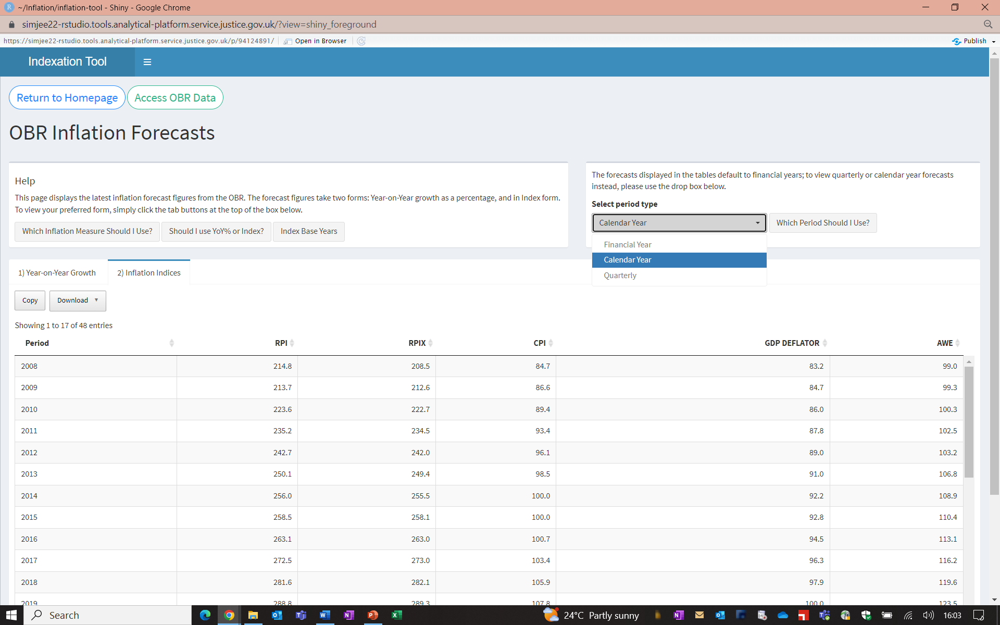 ~/Inflation/inflation-tool - Shiny - Google Chrome
simjee22-rstudio.tools.analytical-platform.service.justice.gov.uk/?view=shiny_foreground
https://simjee22-rstudio.tools.analytical-platform.service.justice.gov.uk/p/94124891/ Open in Browser Publish
Indexation Tool
Return to Homepage Access OBR Data
OBR Inflation Forecasts
Help
This page displays the latest inflation forecast figures from the OBR. The forecast figures take two forms: Year-on-Year growth as a percentage, and in Index form.
To view your preferred form, simply click the tab buttons at the top of the box below.
Which Inflation Measure Should I Use? Should I use YoY% or Index? Index Base Years
The forecasts displayed in the tables default to financial years; to view quarterly or calendar year forecasts
instead, please use the drop box below.
Select period type
Calendar Year Which Period Should I Use?
Financial Year
Calendar Year
Quarterly
1) Year-on-Year Growth 2) Inflation Indices
Copy Download
Showing 1 to 17 of 48 entries
Period RPI RPIX CPI GDP DEFLATOR AWE
2008 214.8 208.5 84.7 83.2 99.0
2009 213.7 212.6 86.6 84.7 99.3
2010 223.6 222.7 89.4 86.0 100.3
2011 235.2 234.5 93.4 87.8 102.5
2012 242.7 242.0 96.1 89.0 103.2
2013 250.1 249.4 98.5 91.0 106.8
2014 256.0 255.5 100.0 92.2 108.9
2015 258.5 258.1 100.0 92.8 110.4
2016 263.1 263.0 100.7 94.5 113.1
2017 272.5 273.0 103.4 96.3 116.2
2018 281.6 282.1 105.9 97.9 119.6
2019 288.8 289.3 107.8 100.0 123.5
Search
24°C Partly sunny
16:03